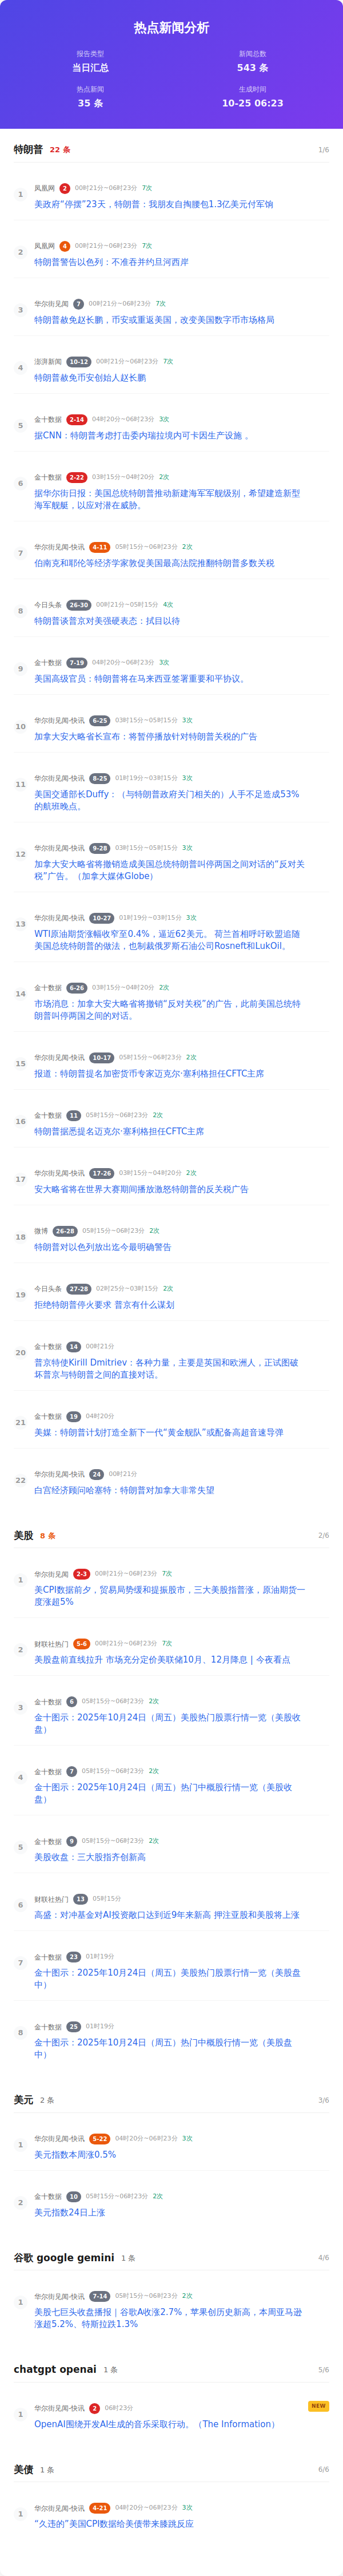 热点新闻分析
报告类型
新闻总数
当日汇总
543 条
热点新闻
生成时间
35 条
10-25 06:23
特朗普 22 条 1/6
1
凤凰网 2 00时21分~06时23分 7次
美政府“停摆”23天，特朗普：我朋友自掏腰包1.3亿美元付军饷
2
凤凰网 4 00时21分~06时23分 7次
特朗普警告以色列：不准吞并约旦河西岸
3
华尔街见闻 7 00时21分~06时23分 7次
特朗普赦免赵长鹏，币安或重返美国，改变美国数字币市场格局
4
澎湃新闻 10-12 00时21分~06时23分 7次
特朗普赦免币安创始人赵长鹏
5
金十数据 2-14 04时20分~06时23分 3次
据CNN：特朗普考虑打击委内瑞拉境内可卡因生产设施 。
6
金十数据 2-22 03时15分~04时20分 2次
据华尔街日报：美国总统特朗普推动新建海军军舰级别，希望建造新型
海军舰艇，以应对潜在威胁。
7
华尔街见闻-快讯 4-11 05时15分~06时23分 2次
伯南克和耶伦等经济学家敦促美国最高法院推翻特朗普多数关税
8
今日头条 26-30 00时21分~05时15分 4次
特朗普谈普京对美强硬表态：拭目以待
9
金十数据 7-19 04时20分~06时23分 3次
美国高级官员：特朗普将在马来西亚签署重要和平协议。
10
华尔街见闻-快讯 6-25 03时15分~05时15分 3次
加拿大安大略省长宣布：将暂停播放针对特朗普关税的广告
11
华尔街见闻-快讯 8-25 01时19分~03时15分 3次
美国交通部长Duffy：（与特朗普政府关门相关的）人手不足造成53%
的航班晚点。
12
华尔街见闻-快讯 9-28 03时15分~05时15分 3次
加拿大安大略省将撤销造成美国总统特朗普叫停两国之间对话的“反对关
税”广告。（加拿大媒体Globe）
13
华尔街见闻-快讯 10-27 01时19分~03时15分 3次
WTI原油期货涨幅收窄至0.4%，逼近62美元。 荷兰首相呼吁欧盟追随
美国总统特朗普的做法，也制裁俄罗斯石油公司Rosneft和LukOil。
14
金十数据 6-26 03时15分~04时20分 2次
市场消息：加拿大安大略省将撤销“反对关税”的广告，此前美国总统特
朗普叫停两国之间的对话。
15
华尔街见闻-快讯 10-17 05时15分~06时23分 2次
报道：特朗普提名加密货币专家迈克尔·塞利格担任CFTC主席
16
金十数据 11 05时15分~06时23分 2次
特朗普据悉提名迈克尔·塞利格担任CFTC主席
17
华尔街见闻-快讯 17-26 03时15分~04时20分 2次
安大略省将在世界大赛期间播放激怒特朗普的反关税广告
18
微博 26-28 05时15分~06时23分 2次
特朗普对以色列放出迄今最明确警告
19
今日头条 27-28 02时25分~03时15分 2次
拒绝特朗普停火要求 普京有什么谋划
20
金十数据 14 00时21分
普京特使Kirill Dmitriev：各种力量，主要是英国和欧洲人，正试图破
坏普京与特朗普之间的直接对话。
21
金十数据 19 04时20分
美媒：特朗普计划打造全新下一代“黄金舰队”或配备高超音速导弹
22
华尔街见闻-快讯 24 00时21分
白宫经济顾问哈塞特：特朗普对加拿大非常失望
美股 8 条 2/6
1
华尔街见闻 2-3 00时21分~06时23分 7次
美CPI数据前夕，贸易局势缓和提振股市，三大美股指普涨，原油期货一
度涨超5%
2
财联社热门 5-6 00时21分~06时23分 7次
美股盘前直线拉升 市场充分定价美联储10月、12月降息 | 今夜看点
3
金十数据 6 05时15分~06时23分 2次
金十图示：2025年10月24日（周五）美股热门股票行情一览（美股收
盘）
4
金十数据 7 05时15分~06时23分 2次
金十图示：2025年10月24日（周五）热门中概股行情一览（美股收
盘）
5
金十数据 9 05时15分~06时23分 2次
美股收盘：三大股指齐创新高
6
财联社热门 13 05时15分
高盛：对冲基金对AI投资敞口达到近9年来新高 押注亚股和美股将上涨
7
金十数据 23 01时19分
金十图示：2025年10月24日（周五）美股热门股票行情一览（美股盘
中）
8
金十数据 25 01时19分
金十图示：2025年10月24日（周五）热门中概股行情一览（美股盘
中）
美元 2 条 3/6
1
华尔街见闻-快讯 5-22 04时20分~06时23分 3次
美元指数本周涨0.5%
2
金十数据 10 05时15分~06时23分 2次
美元指数24日上涨
谷歌 google gemini 1 条 4/6
1
华尔街见闻-快讯 7-14 05时15分~06时23分 2次
美股七巨头收盘播报 | 谷歌A收涨2.7%，苹果创历史新高，本周亚马逊
涨超5.2%、特斯拉跌1.3%
chatgpt openai 1 条 5/6
1
华尔街见闻-快讯 2 06时23分 NEW
OpenAI围绕开发AI生成的音乐采取行动。（The Information）
美债 1 条 6/6
1
华尔街见闻-快讯 4-21 04时20分~06时23分 3次
“久违的”美国CPI数据给美债带来膝跳反应